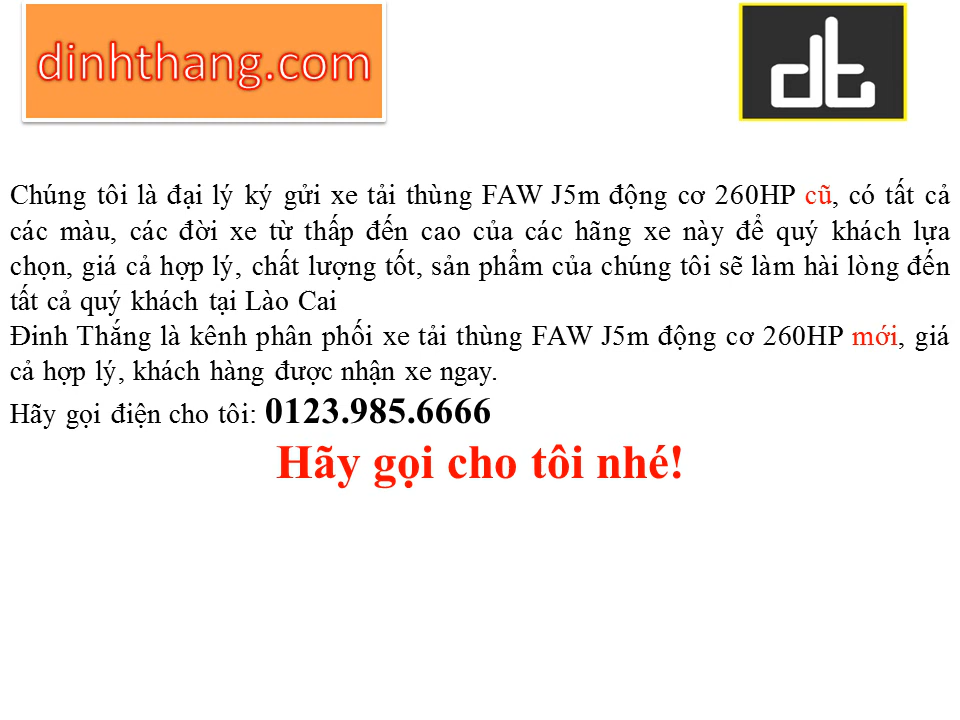 dinhthang.com
dt
Chúng tôi là đại lý ký gửi xe tải thùng FAW J5m động cơ 260HP cũ, có tất cả
các màu, các đời xe từ thấp đến cao của các hãng xe này để quý khách lựa
chọn, giá cả hợp lý, chất lượng tốt, sản phẩm của chúng tôi sẽ làm hài lòng đến
tất cả quý khách tại Lào Cai
Đinh Thắng là kênh phân phối xe tải thùng FAW J5m động cơ 260HP mới, giá
cả hợp lý, khách hàng được nhận xe ngay.
Hãy gọi điện cho tôi: 0123.985.6666
Hãy gọi cho tôi nhé!